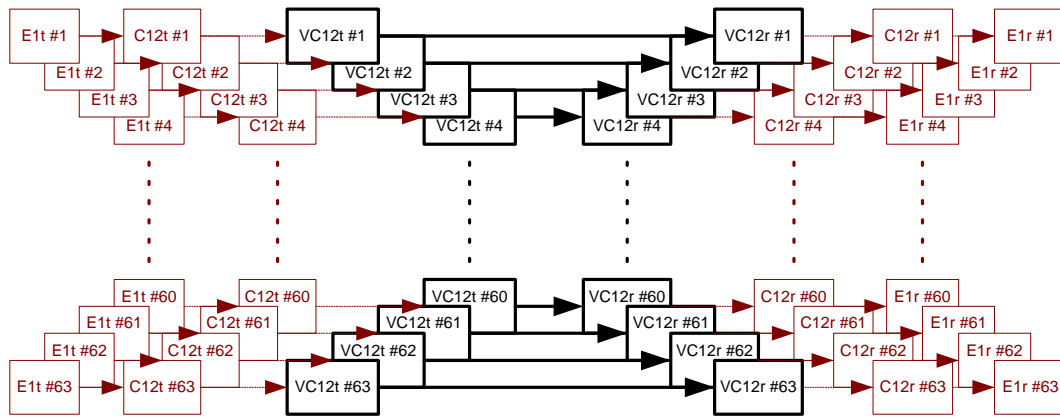 E1t #1 C12t #1 VC12t #1 VC12r #1 C12r #1 E1r #1
E1t #2 C12t #2 VC12t #2 VC12r #2 C12r #2 E1r #2
E1t #3 C12t #3 VC12t #3 VC12r #3 C12r #3 E1r #3
E1t #4 C12t #4 VC12t #4 VC12r #4 C12r #4 E1r #4
E1t #60 C12t #60 VC12t #60 VC12r #60 C12r #60 E1r #60
E1t #61 C12t #61 VC12t #61 VC12r #61 C12r #61 E1r #61
E1t #62 C12t #62 VC12t #62 VC12r #62 C12r #62 E1r #62
E1t #63 C12t #63 VC12t #63 VC12r #63 C12r #63 E1r #63